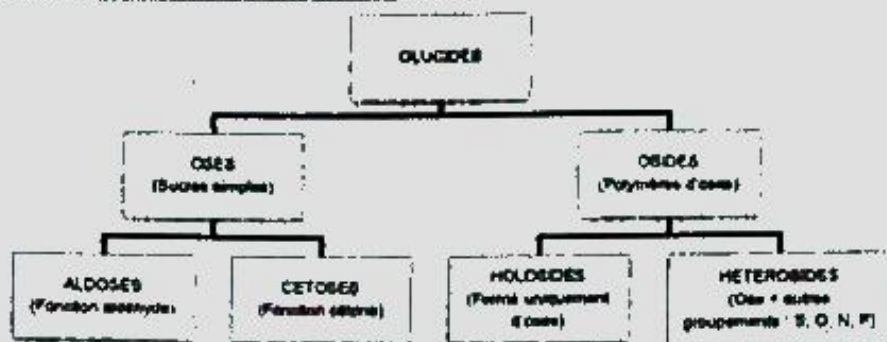 GLUCIDES
OSES
(Sucres simples)
OSIDES
(Polymères d'oses)
ALDOSES
(Fonction aldéhyde)
CETOSES
(Fonction cétone)
HOLOSIDES
(Formé uniquement
d'oses)
HETEROSIDES
(Ose + autres
groupements : S, O, N, P)